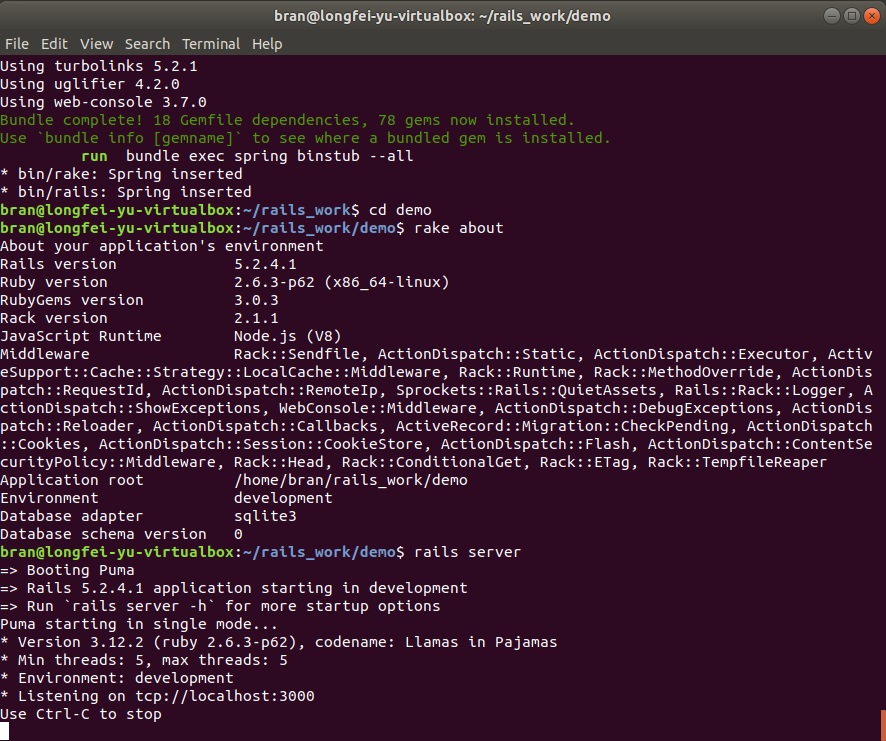 bran@longfei-yu-virtualbox: ~/rails_work/demo
File Edit View Search Terminal Help
Using turbolinks 5.2.1
Using uglifier 4.2.0
Using web-console 3.7.0
Bundle complete! 18 Gemfile dependencies, 78 gems now installed.
Use `bundle info [gemname]` to see where a bundled gem is installed.
         run  bundle exec spring binstub --all
* bin/rake: Spring inserted
* bin/rails: Spring inserted
bran@longfei-yu-virtualbox:~/rails_work$ cd demo
bran@longfei-yu-virtualbox:~/rails_work/demo$ rake about
About your application's environment
Rails version             5.2.4.1
Ruby version              2.6.3-p62 (x86_64-linux)
RubyGems version          3.0.3
Rack version              2.1.1
JavaScript Runtime        Node.js (V8)
Middleware                Rack::Sendfile, ActionDispatch::Static, ActionDispatch::Executor, Activ
eSupport::Cache::Strategy::LocalCache::Middleware, Rack::Runtime, Rack::MethodOverride, ActionDis
patch::RequestId, ActionDispatch::RemoteIp, Sprockets::Rails::QuietAssets, Rails::Rack::Logger, A
ctionDispatch::ShowExceptions, WebConsole::Middleware, ActionDispatch::DebugExceptions, ActionDis
patch::Reloader, ActionDispatch::Callbacks, ActiveRecord::Migration::CheckPending, ActionDispatch
::Cookies, ActionDispatch::Session::CookieStore, ActionDispatch::Flash, ActionDispatch::ContentSe
curityPolicy::Middleware, Rack::Head, Rack::ConditionalGet, Rack::ETag, Rack::TempfileReaper
Application root          /home/bran/rails_work/demo
Environment               development
Database adapter          sqlite3
Database schema version   0
bran@longfei-yu-virtualbox:~/rails_work/demo$ rails server
=> Booting Puma
=> Rails 5.2.4.1 application starting in development
=> Run `rails server -h` for more startup options
Puma starting in single mode...
* Version 3.12.2 (ruby 2.6.3-p62), codename: Llamas in Pajamas
* Min threads: 5, max threads: 5
* Environment: development
* Listening on tcp://localhost:3000
Use Ctrl-C to stop